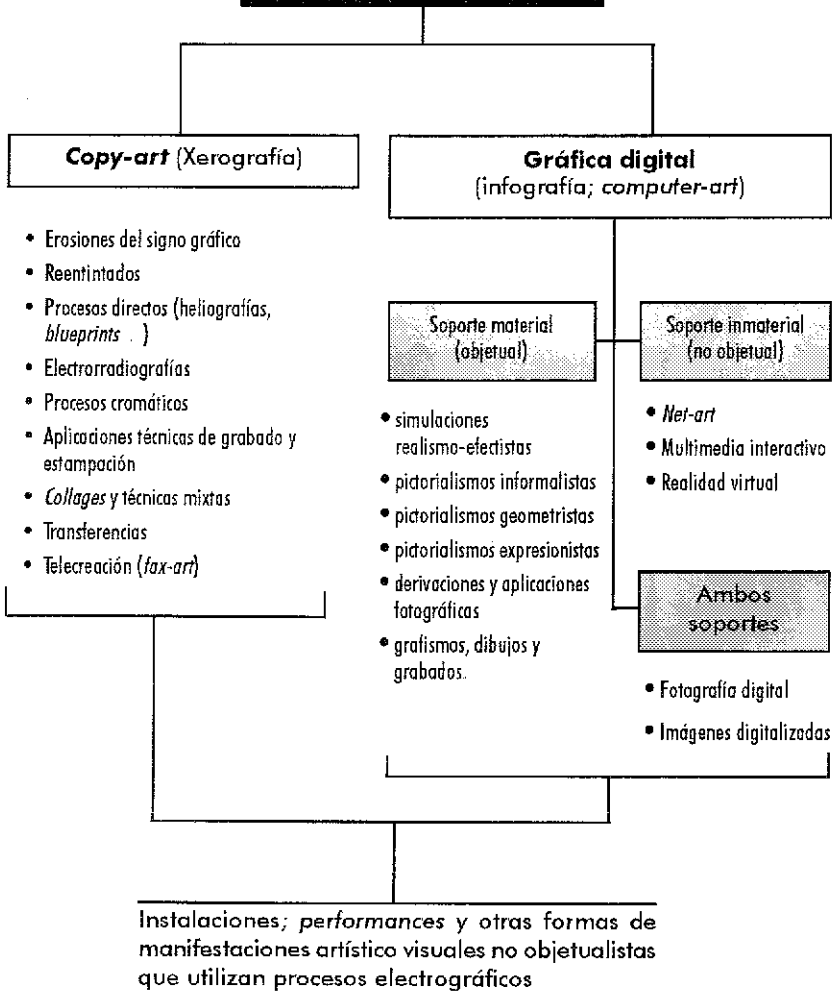 Copy-art (Xerografía)
• Erosiones del signo gráfico
• Reentintados
• Procesos directos (heliografías,
blueprints . )
• Electrorradiografías
• Procesos cromáticos
• Aplicaciones técnicas de grabado y
estampación
• Collages y técnicas mixtas
• Transferencias
• Telecreación (fax-art)
Gráfica digital
(infografía; computer-art)
Soporte material
(objetual)
• simulaciones
realismo-efectistas
• pictorialismos informalistas
• pictorialismos geometristas
• pictorialismos expresionistas
• derivaciones y aplicaciones
fotográficas
• grafismos, dibujos y
grabados..
Soporte inmaterial
(no objetual)
• Net-art
• Multimedia interactivo
• Realidad virtual
Ambos
soportes
• Fotografía digital
• Imágenes digitalizadas
Instalaciones; performances y otras formas de
manifestaciones artístico visuales no objetualistas
que utilizan procesos electrográficos